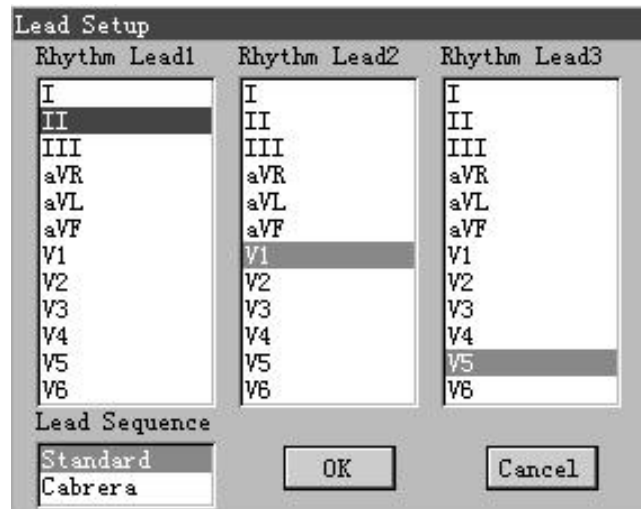 Lead Setup
Rhythm Lead1
I
II
III
aVR
aVL
aVF
V1
V2
V3
V4
V5
V6
Rhythm Lead2
I
II
III
aVR
aVL
aVF
V1
V2
V3
V4
V5
V6
Rhythm Lead3
I
II
III
aVR
aVL
aVF
V1
V2
V3
V4
V5
V6
Lead Sequence
Standard
Cabrera
OK
Cancel